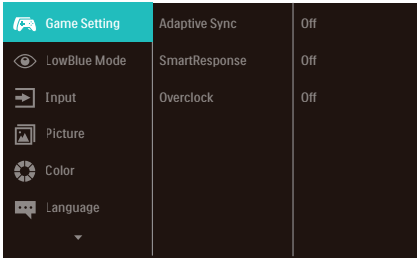 Game Setting Adaptive Sync Off
LowBlue Mode SmartResponse Off
Input Overclock Off
Picture
Color
Language